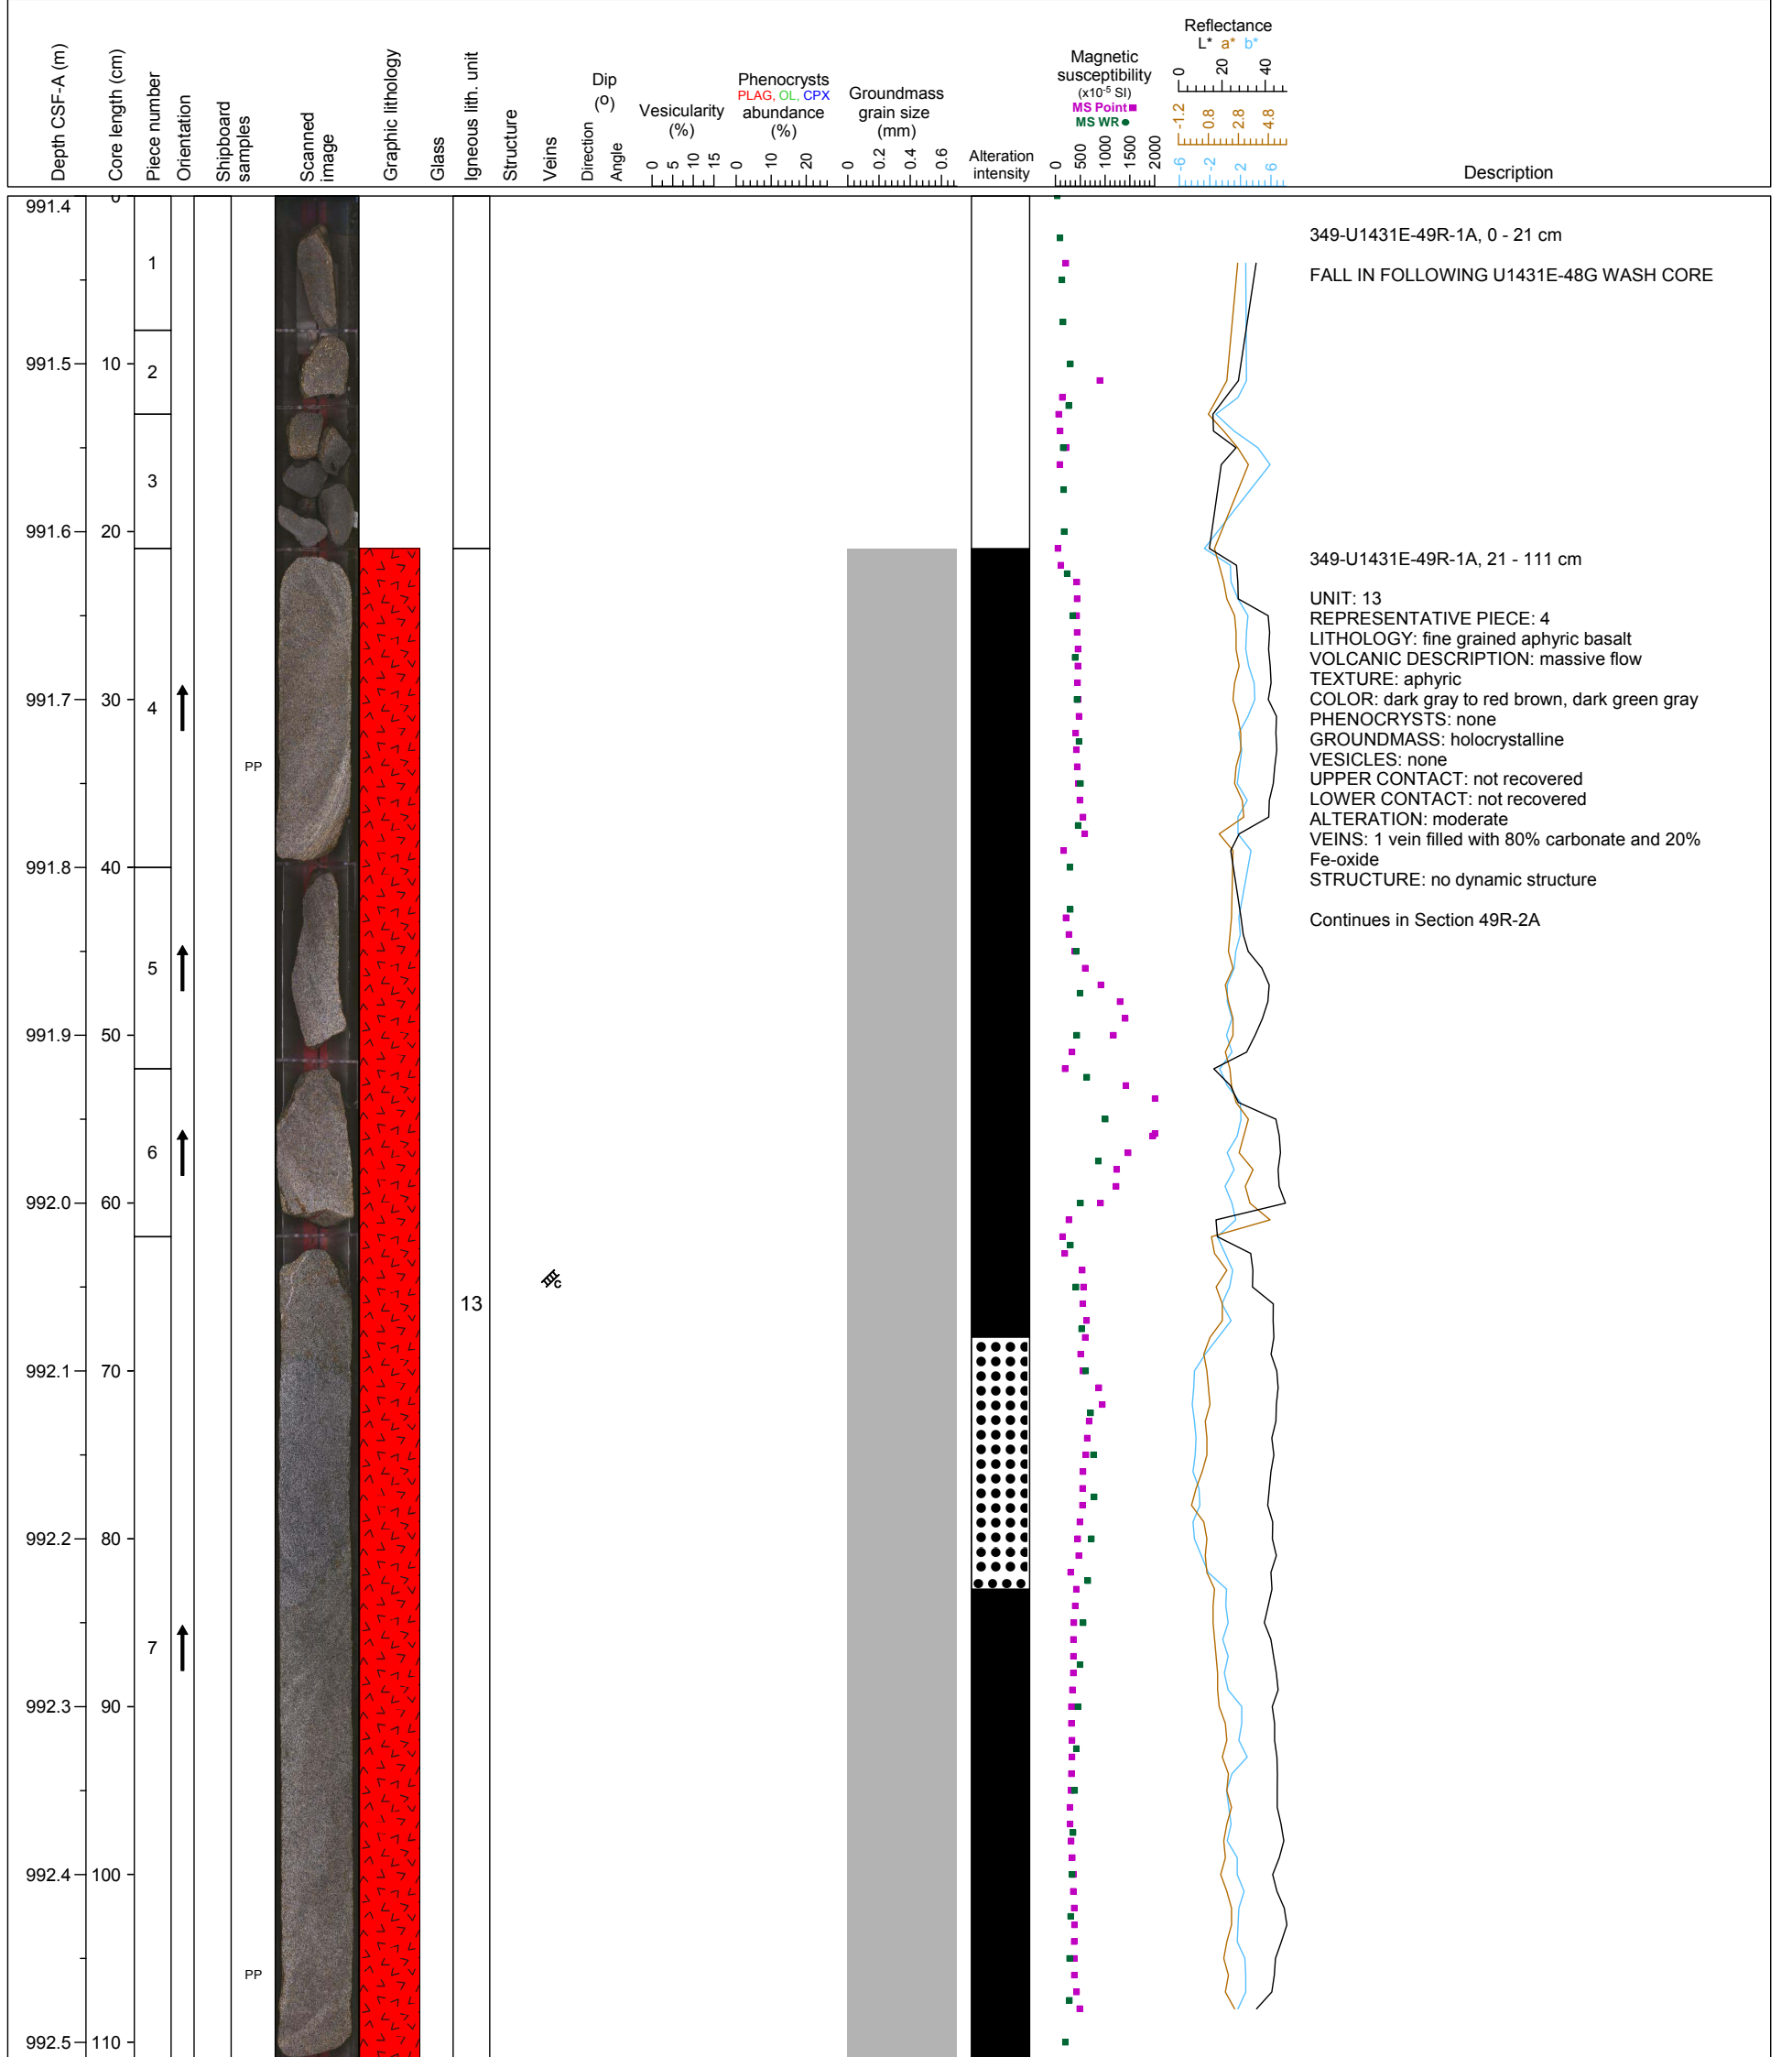 Depth CSF-A (m)
Core length (cm)
Piece number
Orientation
Shipboard
samples
Scanned
image
Graphic lithology
Glass
Igneous lith. unit
Structure
Veins
Dip
(o)
Direction
Angle
Vesicularity
(%)
0 5 10 15
Phenocrysts
PLAG, OL, CPX
abundance
(%)
0 10 20
Groundmass
grain size
(mm)
0 0.2 0.4 0.6
Alteration
intensity
Magnetic
susceptibility
(x10-5 SI)
MS Point
MS WR
0 500 1000 1500 2000
Reflectance
L* a* b*
0 20 40
-1.2 0.8 2.8 4.8
-6 -2 2 6
Description
991.4 0
349-U1431E-49R-1A, 0 - 21 cm
1
FALL IN FOLLOWING U1431E-48G WASH CORE
991.5 10
2
3
991.6 20
349-U1431E-49R-1A, 21 - 111 cm
UNIT: 13
REPRESENTATIVE PIECE: 4
LITHOLOGY: fine grained aphyric basalt
VOLCANIC DESCRIPTION: massive flow
TEXTURE: aphyric
991.7 30
4
COLOR: dark gray to red brown, dark green gray
PHENOCRYSTS: none
GROUNDMASS: holocrystalline
VESICLES: none
PP
UPPER CONTACT: not recovered
LOWER CONTACT: not recovered
ALTERATION: moderate
VEINS: 1 vein filled with 80% carbonate and 20%
Fe-oxide
991.8 40
STRUCTURE: no dynamic structure
Continues in Section 49R-2A
5
991.9 50
6
992.0 60
c
13
992.1 70
992.2 80
7
992.3 90
992.4 100
PP
992.5 110